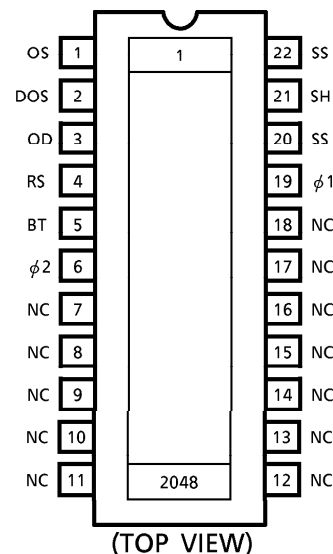 OS 1 1 22 SS
DOS 2 21 SH
OD 3 20 SS
RS 4 19 ϕ1
BT 5 18 NC
ϕ2 6 17 NC
NC 7 16 NC
NC 8 15 NC
NC 9 14 NC
NC 10 13 NC
NC 11 2048 12 NC
(TOP VIEW)